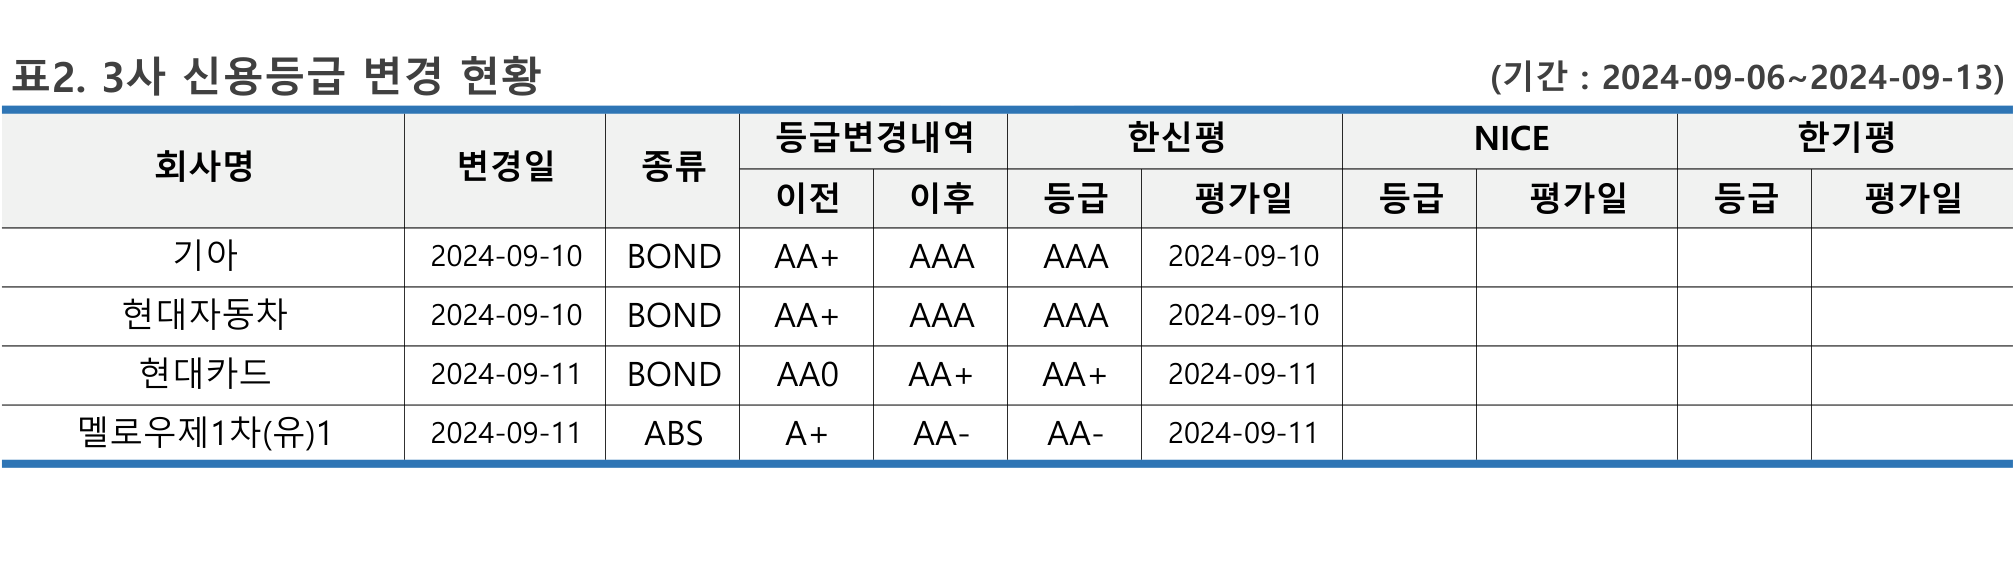 표2. 3사 신용등급 변경 현황 (기간 : 2024-09-06~2024-09-13)
회사명 변경일 종류 등급변경내역 한신평 NICE 한기평
이전 이후 등급 평가일 등급 평가일 등급 평가일
기아 2024-09-10 BOND AA+ AAA AAA 2024-09-10
현대자동차 2024-09-10 BOND AA+ AAA AAA 2024-09-10
현대카드 2024-09-11 BOND AA0 AA+ AA+ 2024-09-11
멜로우제1차(유)1 2024-09-11 ABS A+ AA- AA- 2024-09-11